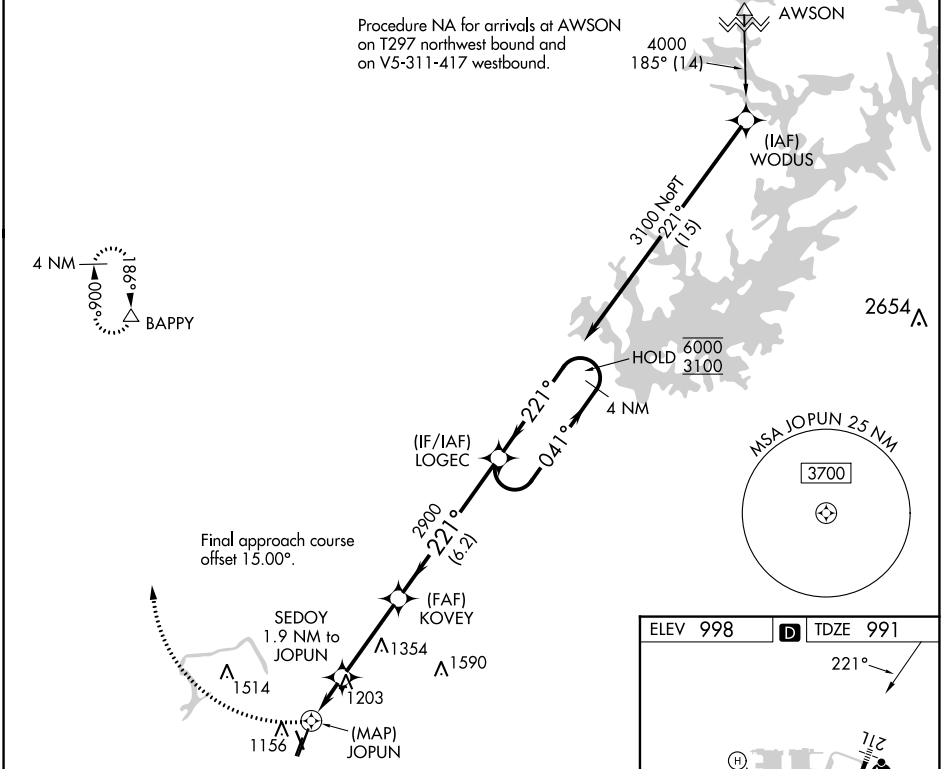 Procedure NA for arrivals at AWSON
on T297 northwest bound and
on V5-311-417 westbound.
AWSON
4000
185° (14)
(IAF)
WODUS
3100 NoPT
221°
(15)
4 NM
186°
006°
BAPPY
2654
HOLD 6000
3100
4 NM
221°
041°
(IF/IAF)
LOGEC
MSA JOPUN 25 NM
3700
2900
221°
(6.2)
Final approach course
offset 15.00°.
(FAF)
KOVEY
SEDOY
1.9 NM to
JOPUN
1354
1590
1514
1203
1156
(MAP)
JOPUN
ELEV 998 D TDZE 991
221°
21L
H